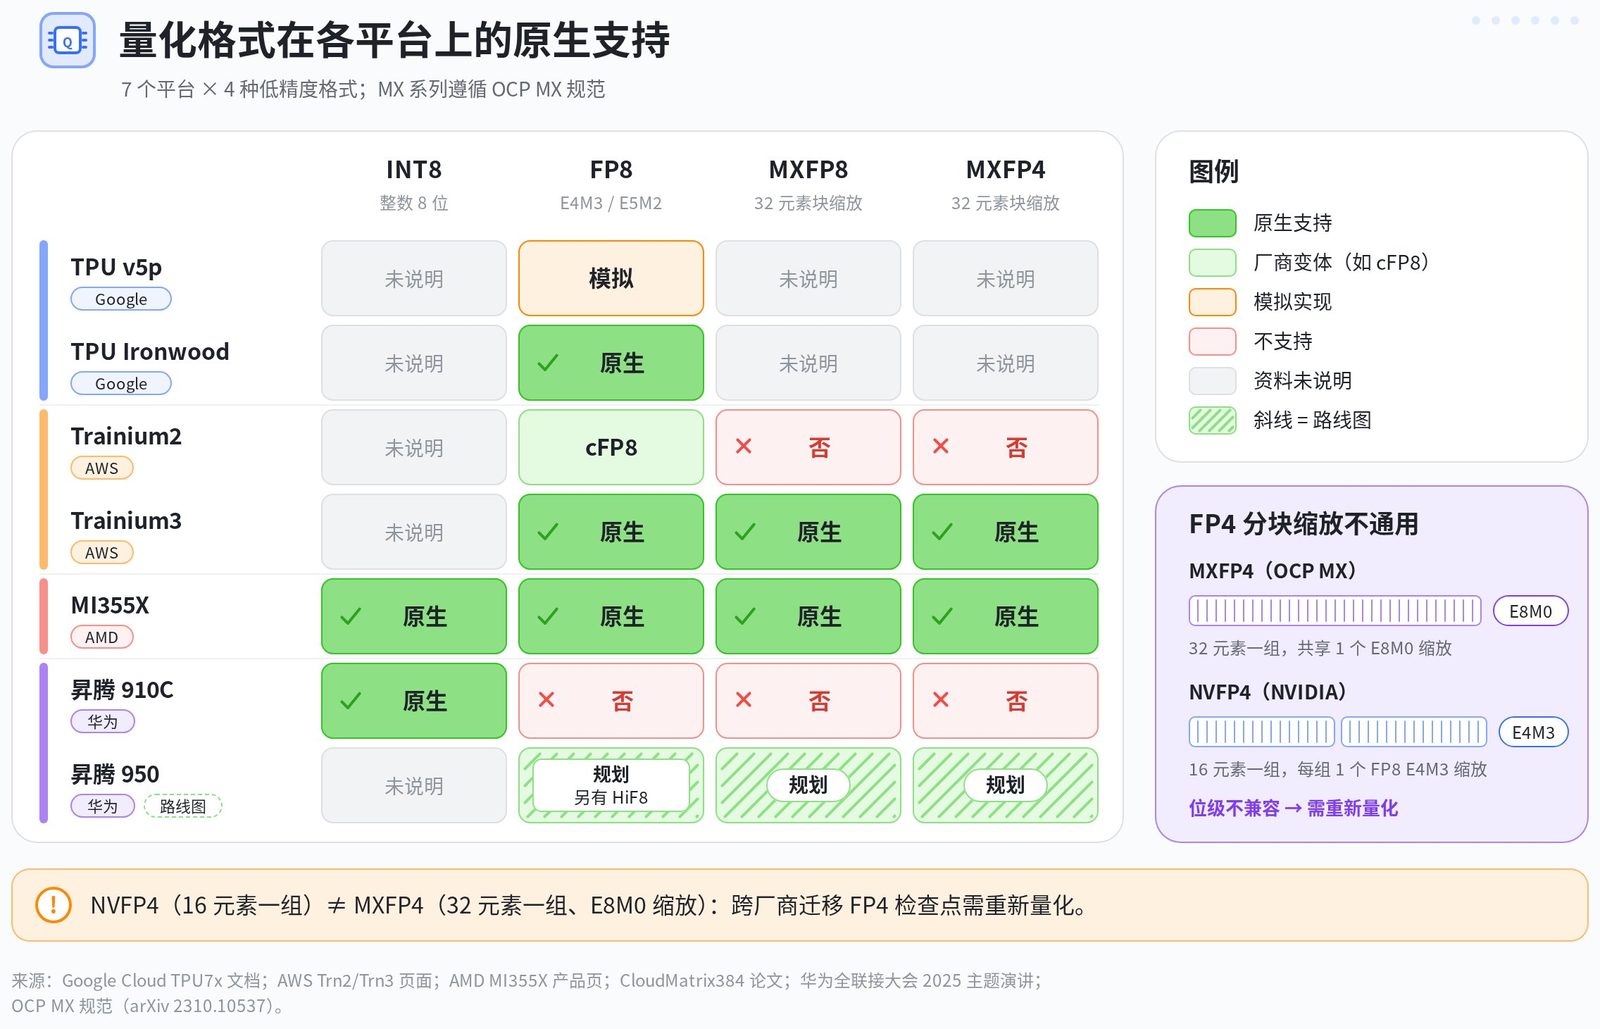 Q
量化格式在各平台上的原生支持
7 个平台 × 4 种低精度格式；MX 系列遵循 OCP MX 规范
INT8
FP8
MXFP8
MXFP4
整数 8 位
E4M3 / E5M2
32 元素块缩放
32 元素块缩放
TPU v5p
Google
未说明
模拟
未说明
未说明
TPU Ironwood
Google
未说明
原生
未说明
未说明
Trainium2
AWS
未说明
cFP8
否
否
Trainium3
AWS
未说明
原生
原生
原生
MI355X
AMD
原生
原生
原生
原生
昇腾 910C
华为
原生
否
否
否
昇腾 950
华为
路线图
未说明
规划
另有 HiF8
规划
规划
图例
原生支持
厂商变体（如 cFP8）
模拟实现
不支持
资料未说明
斜线 = 路线图
FP4 分块缩放不通用
MXFP4（OCP MX）
E8M0
32 元素一组，共享 1 个 E8M0 缩放
NVFP4（NVIDIA）
E4M3
16 元素一组，每组 1 个 FP8 E4M3 缩放
位级不兼容 → 需重新量化
! NVFP4（16 元素一组）≠ MXFP4（32 元素一组、E8M0 缩放）：跨厂商迁移 FP4 检查点需重新量化。
来源：Google Cloud TPU7x 文档；AWS Trn2/Trn3 页面；AMD MI355X 产品页；CloudMatrix384 论文；华为全联接大会 2025 主题演讲；
OCP MX 规范（arXiv 2310.10537）。